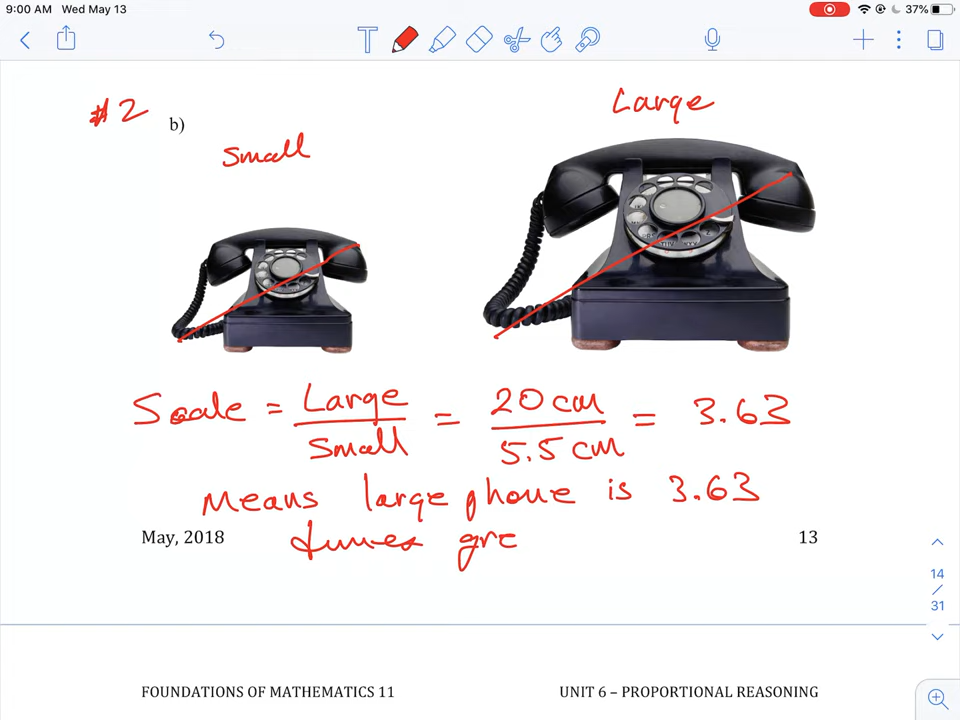 9:00 AM Wed May 13
37%
#2
b)
Large
Small
Scale = Large / Small = 20 cm / 5.5 cm = 3.63
Means large phone is 3.63
times gre
May, 2018
13
14
/
31
FOUNDATIONS OF MATHEMATICS 11
UNIT 6 – PROPORTIONAL REASONING